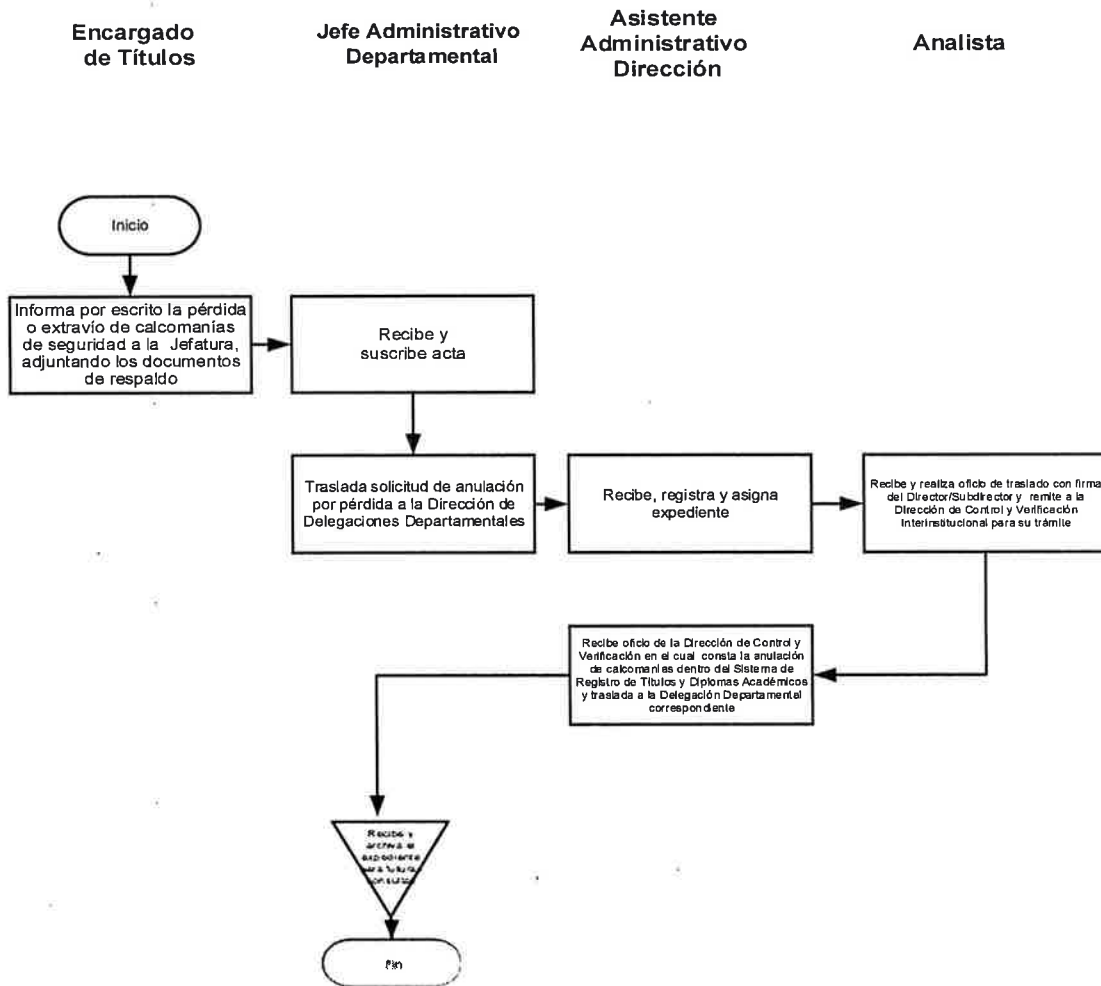 Encargado
de Títulos
Jefe Administrativo
Departamental
Asistente
Administrativo
Dirección
Analista
Inicio
Informa por escrito la pérdida
o extravío de calcomanías
de seguridad a la Jefatura,
adjuntando los documentos
de respaldo
Recibe y
suscribe acta
Traslada solicitud de anulación
por pérdida a la Dirección de
Delegaciones Departamentales
Recibe, registra y asigna
expediente
Recibe y realiza oficio de traslado con firma
del Director/Subdirector y remite a la
Dirección de Control y Verificación
Interinstitucional para su trámite
Recibe oficio de la Dirección de Control y
Verificación en el cual consta la anulación
de calcomanías dentro del Sistema de
Registro de Títulos y Diplomas Académicos
y traslada a la Delegación Departamental
correspondiente
Recibe y
archiva el
expediente
para futuras
consultas
Fin